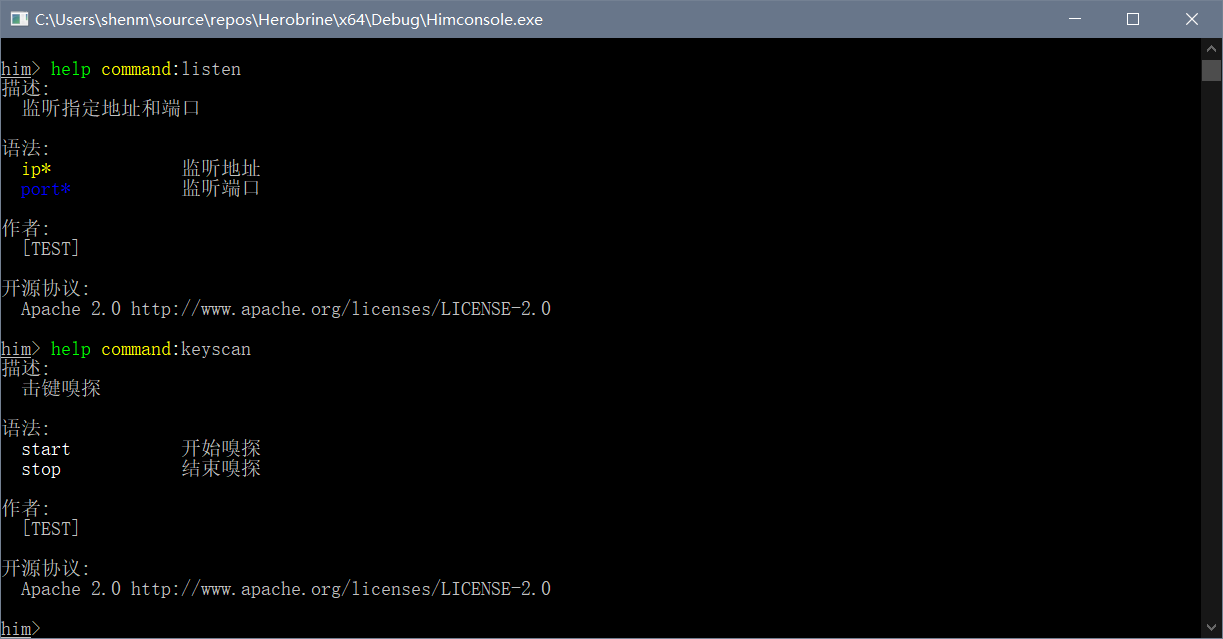 C:\Users\shenm\source\repos\Herobrine\x64\Debug\Himconsole.exe
him> help command:listen
描述:
监听指定地址和端口
语法:
ip* 监听地址
port* 监听端口
作者:
[TEST]
开源协议:
Apache 2.0 http://www.apache.org/licenses/LICENSE-2.0
him> help command:keyscan
描述:
击键嗅探
语法:
start 开始嗅探
stop 结束嗅探
作者:
[TEST]
开源协议:
Apache 2.0 http://www.apache.org/licenses/LICENSE-2.0
him>